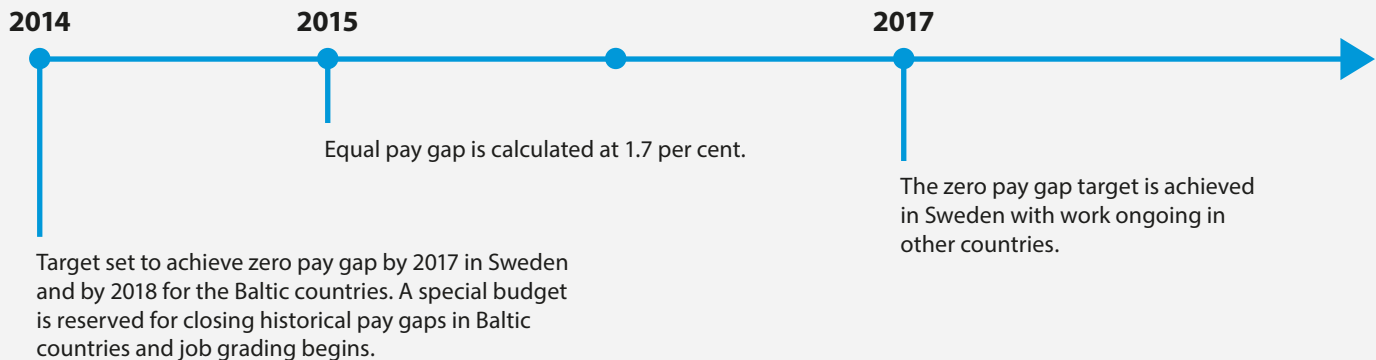 2014
2015
2017
Equal pay gap is calculated at 1.7 per cent.
The zero pay gap target is achieved
in Sweden with work ongoing in
other countries.
Target set to achieve zero pay gap by 2017 in Sweden
and by 2018 for the Baltic countries. A special budget
is reserved for closing historical pay gaps in Baltic
countries and job grading begins.